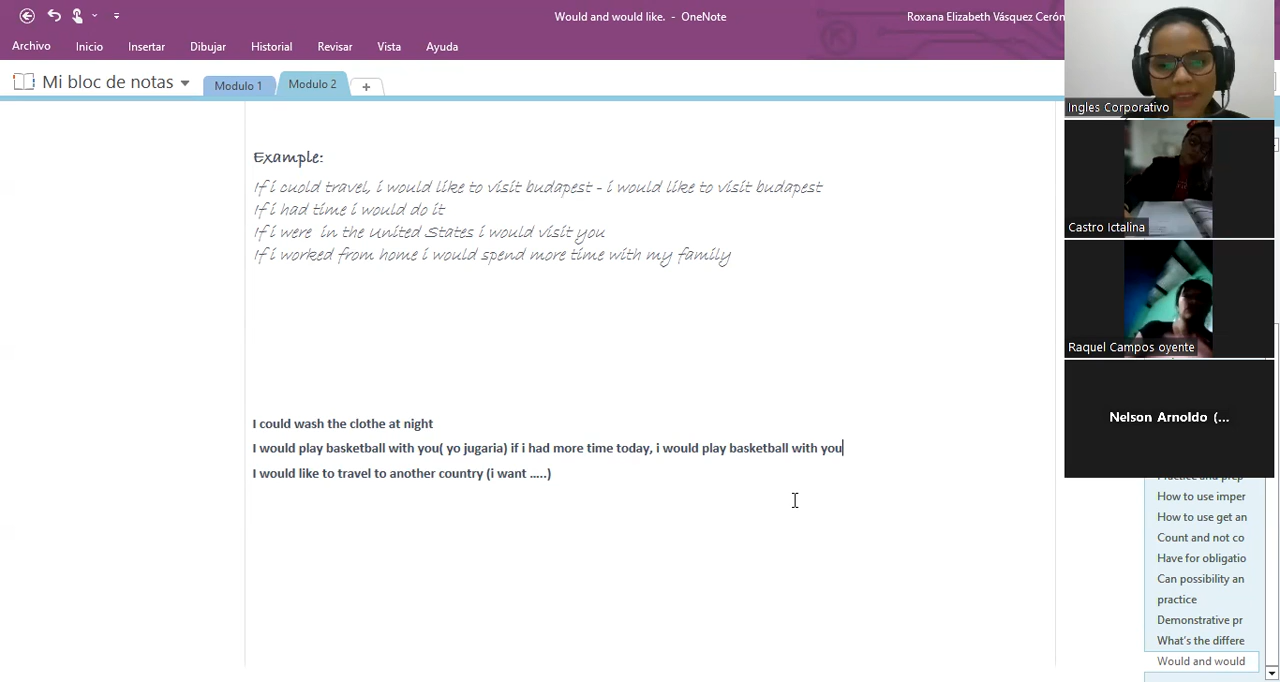 Would and would like. - OneNote
Roxana Elizabeth Vásquez Cerón
Archivo Inicio Insertar Dibujar Historial Revisar Vista Ayuda
Mi bloc de notas Modulo 1 Modulo 2 +
Ingles Corporativo
Castro Ictalina
Raquel Campos oyente
Nelson Arnoldo (...
Example:
If i cuold travel, i would like to visit budapest - i would like to visit budapest
If i had time i would do it
If i were in the United States i would visit you
If i worked from home i would spend more time with my family
I could wash the clothe at night
I would play basketball with you( yo jugaria) if i had more time today, i would play basketball with you
I would like to travel to another country (i want .....)
Practice and prep
How to use imper
How to use get an
Count and not co
Have for obligatio
Can possibility an
practice
Demonstrative pr
What's the differe
Would and would